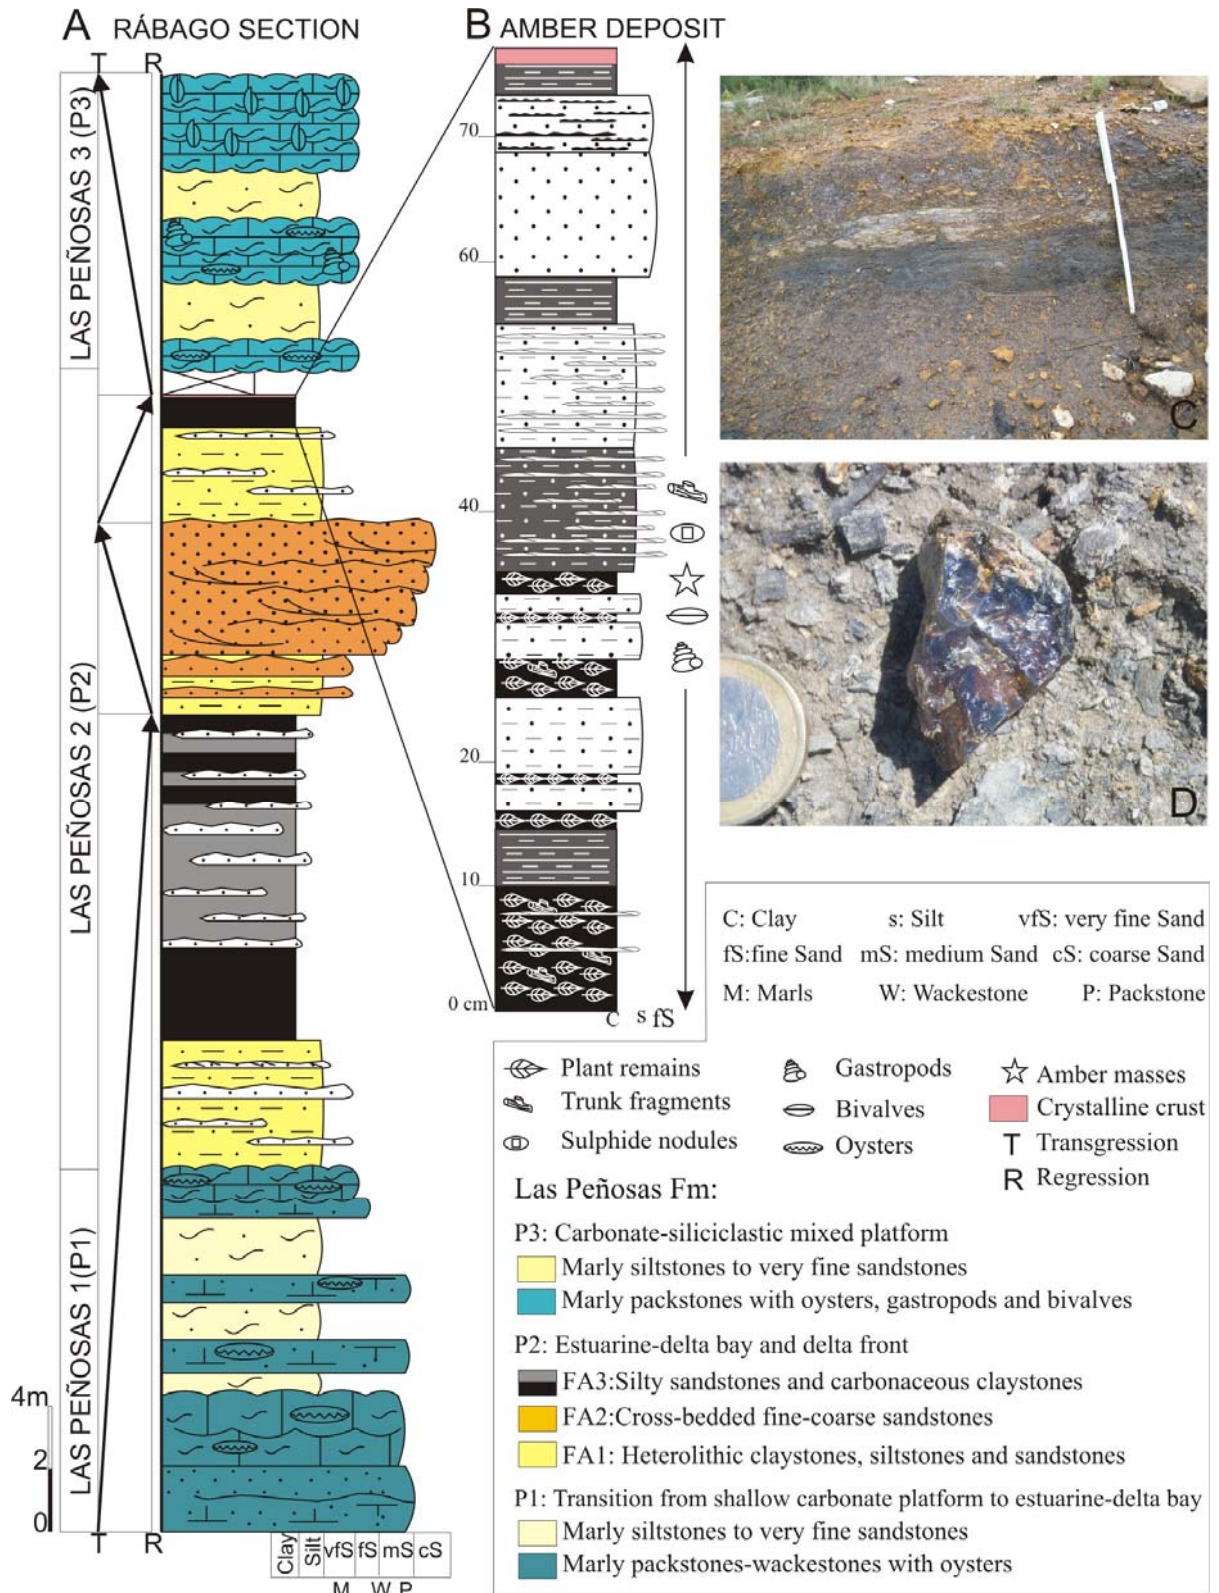 A RÁBAGO SECTION
T R
LAS PEÑOSAS 3 (P3)
LAS PEÑOSAS 2 (P2)
LAS PEÑOSAS 1(P1)
4m
2
0
T R
Clay Silt vfS fS mS cS
M W P
B AMBER DEPOSIT
70
60
40
20
10
0 cm
C s fS
C
D
C: Clay s: Silt vfS: very fine Sand
fS:fine Sand mS: medium Sand cS: coarse Sand
M: Marls W: Wackestone P: Packstone
Plant remains Gastropods Amber masses
Trunk fragments Bivalves Crystalline crust
Sulphide nodules Oysters T Transgression
R Regression
Las Peñosas Fm:
P3: Carbonate-siliciclastic mixed platform
Marly siltstones to very fine sandstones
Marly packstones with oysters, gastropods and bivalves
P2: Estuarine-delta bay and delta front
FA3:Silty sandstones and carbonaceous claystones
FA2:Cross-bedded fine-coarse sandstones
FA1: Heterolithic claystones, siltstones and sandstones
P1: Transition from shallow carbonate platform to estuarine-delta bay
Marly siltstones to very fine sandstones
Marly packstones-wackestones with oysters